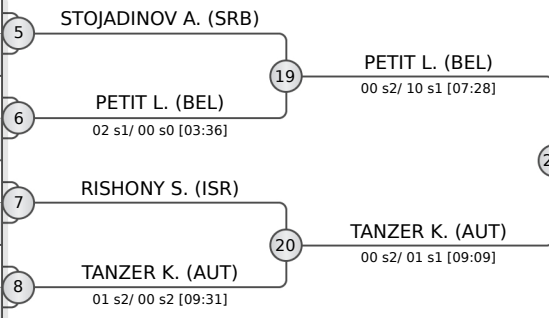 5
STOJADINOV A. (SRB)
19
PETIT L. (BEL)
00 s2/ 10 s1 [07:28]
6
PETIT L. (BEL)
02 s1/ 00 s0 [03:36]
7
RISHONY S. (ISR)
20
TANZER K. (AUT)
00 s2/ 01 s1 [09:09]
8
TANZER K. (AUT)
01 s2/ 00 s2 [09:31]